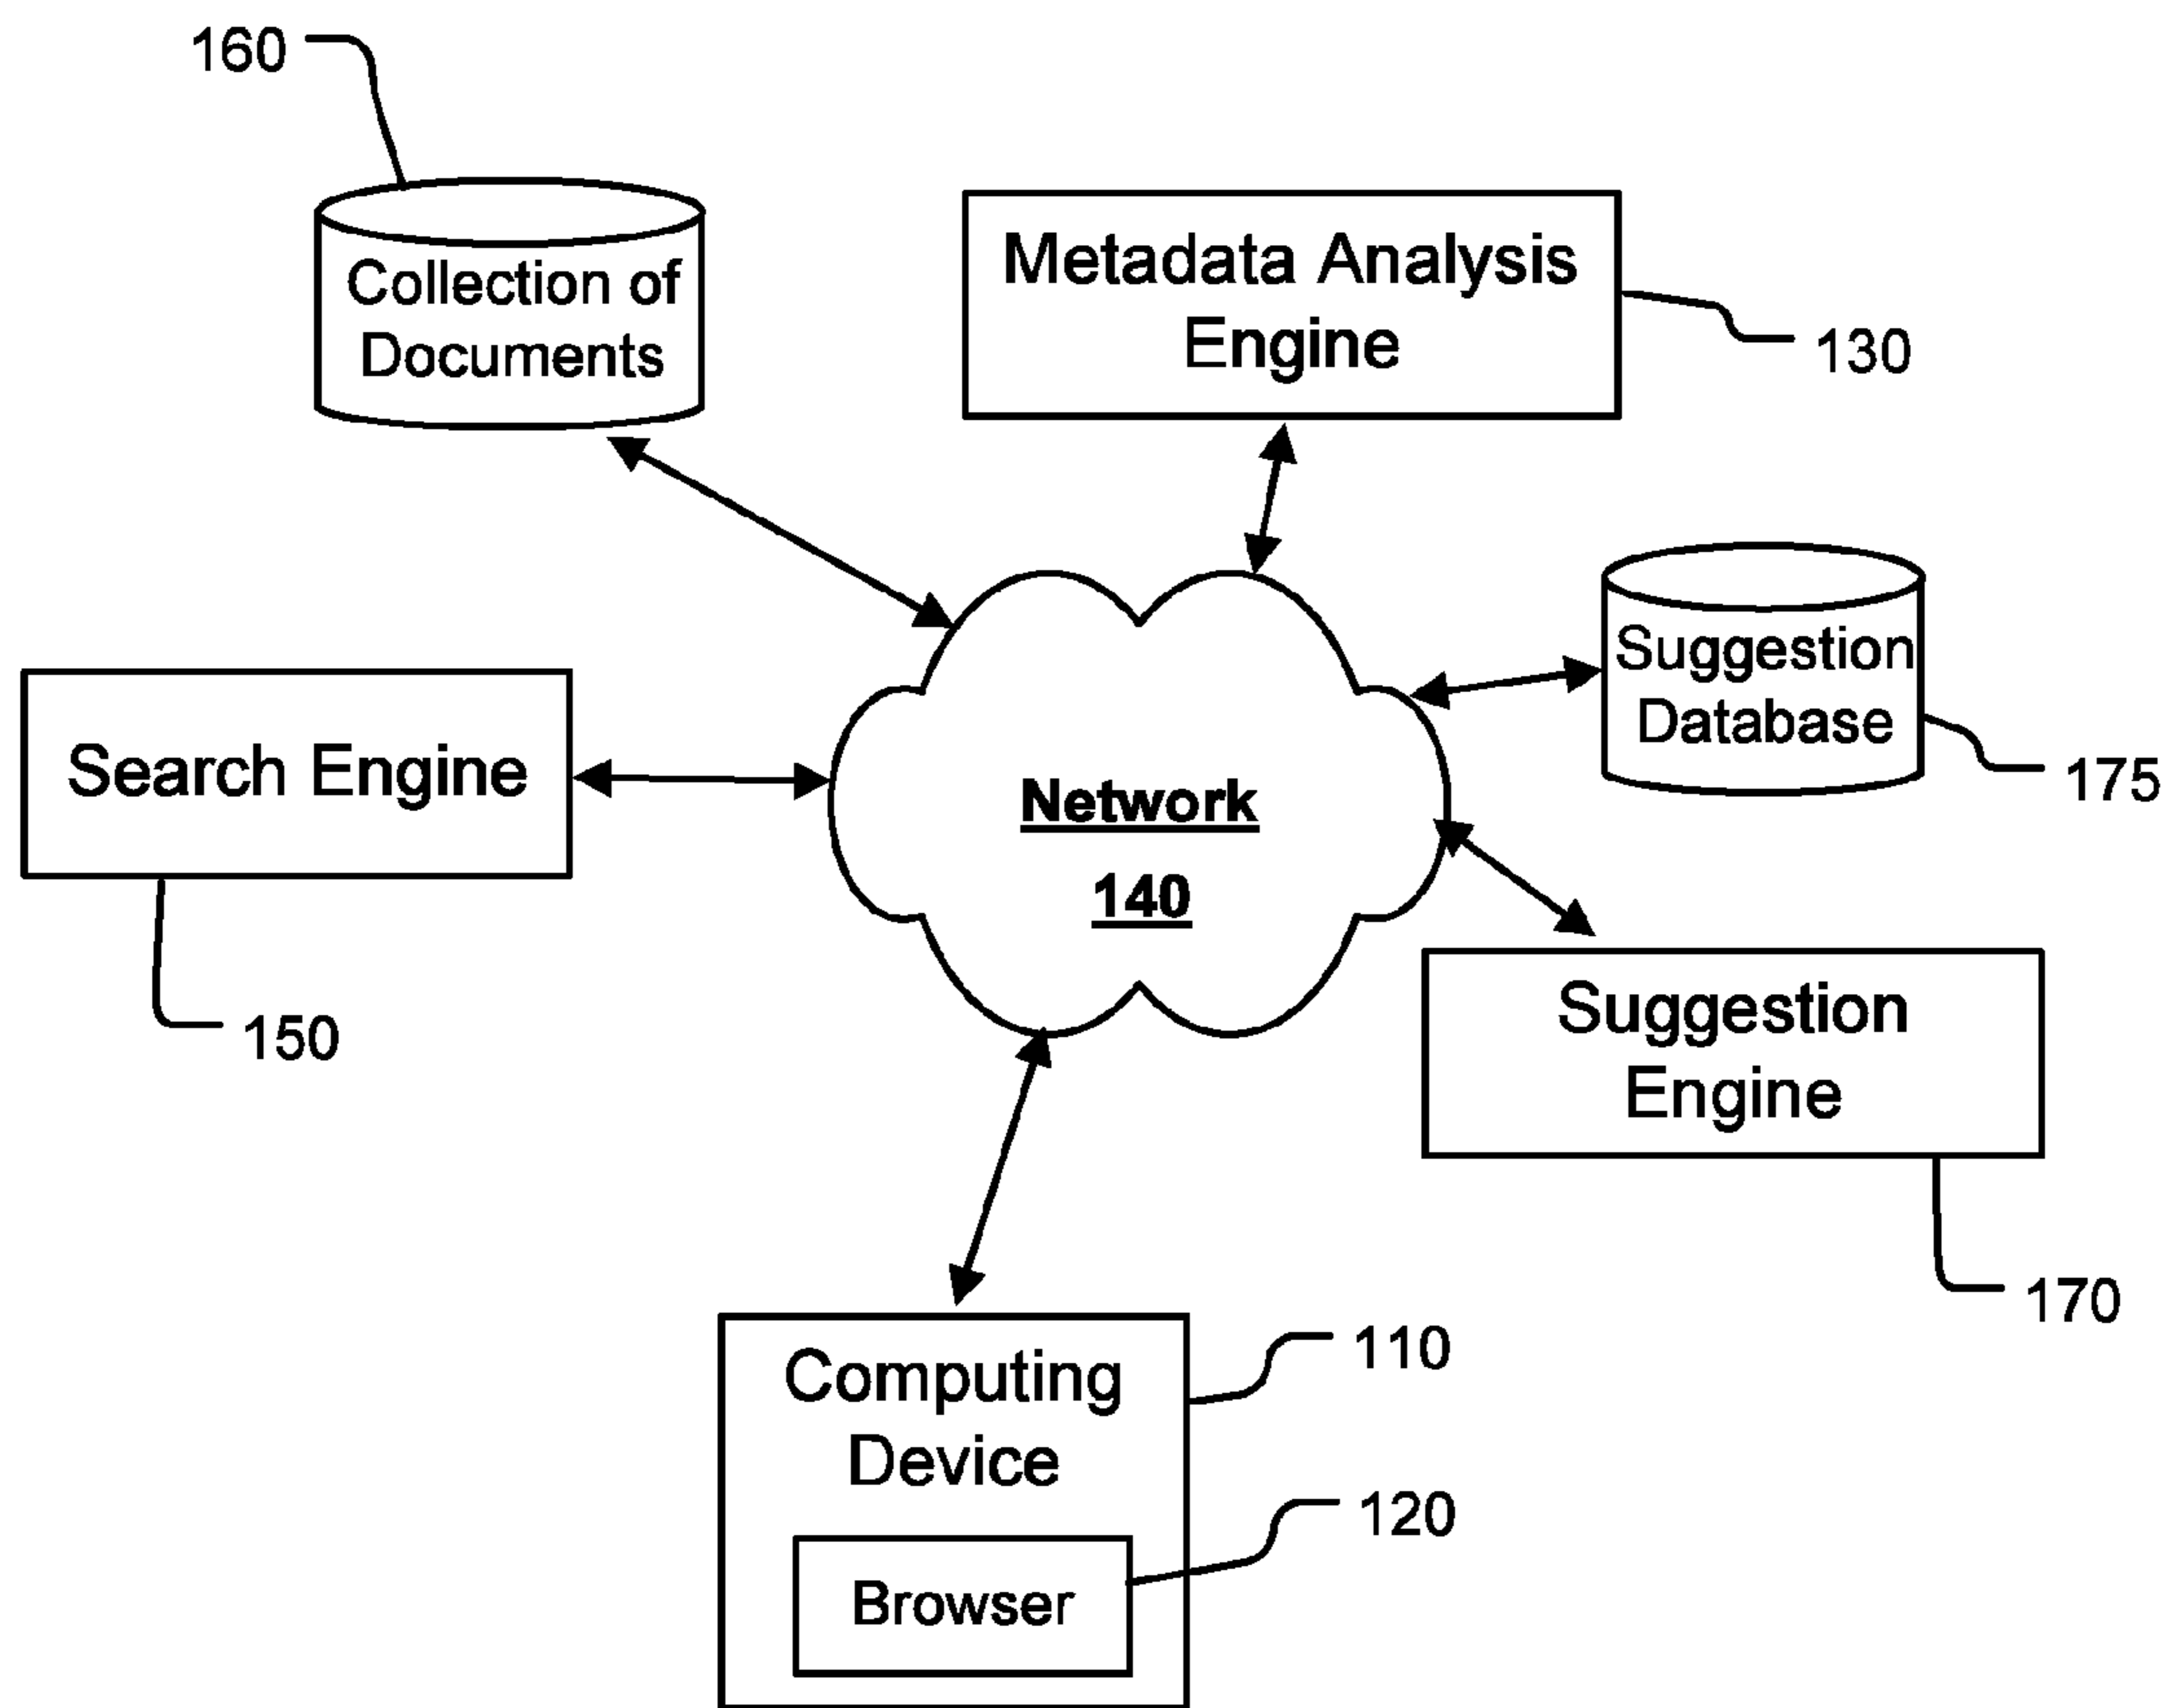 160
Collection of
Documents
Metadata Analysis
Engine
130
Suggestion
Database
175
Search Engine
150
Network
140
Suggestion
Engine
170
Computing
Device
110
Browser
120